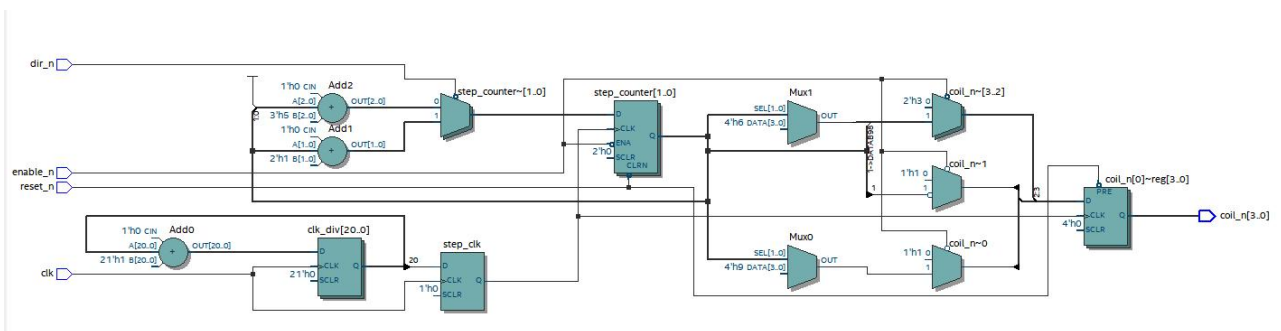 dir_n
enable_n
reset_n
clk
1'h0 CIN
Add2
A[2..0]
OUT[2..0]
3'h5 B[2..0]
1'h0 CIN
Add1
A[1..0]
OUT[1..0]
2'h1 B[1..0]
1:0
step_counter~[1..0]
0
1
step_counter[1..0]
D
CLK
ENA
2'h0
SCLR
CLRN
Q
1'h0 CIN
Add0
A[20..0]
OUT[20..0]
21'h1 B[20..0]
clk_div[20..0]
D
CLK
21'h0
SCLR
Q
20
step_clk
D
CLK
1'h0
SCLR
Q
Mux1
SEL[1..0]
OUT
4'h6 DATA[3..0]
Mux0
SEL[1..0]
OUT
4'h9 DATA[3..0]
1
coil_n~[3..2]
2'h3 0
1
coil_n~1
1'h1 0
1
coil_n~0
1'h1 0
1
2:3
coil_n[0]~reg[3..0]
PRE
D
CLK
4'h0
SCLR
Q
coil_n[3..0]